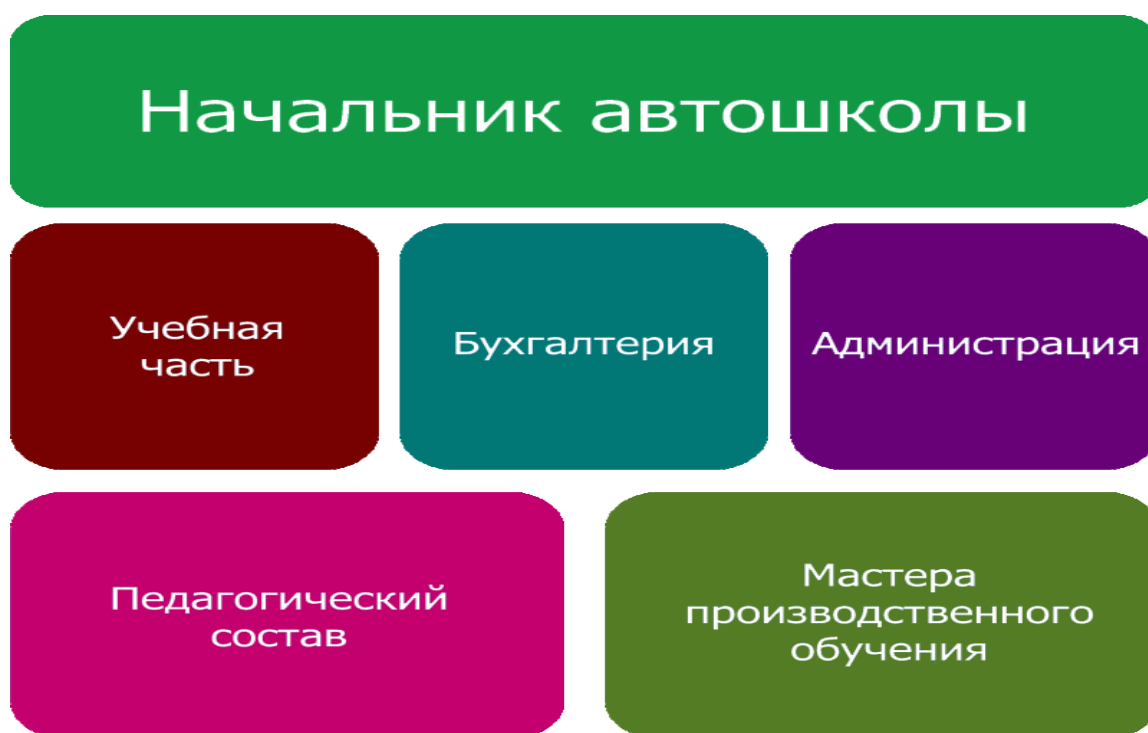 Начальник автошколы
Учебная
часть
Бухгалтерия
Администрация
Педагогический
состав
Мастера
производственного
обучения